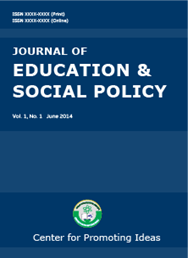 ISSN XXXX-XXXX (Print)
ISSN XXXX-XXXX (Online)
JOURNAL OF
EDUCATION &
SOCIAL POLICY
Vol. 1, No. 1 June 2014
Center for Promoting Ideas